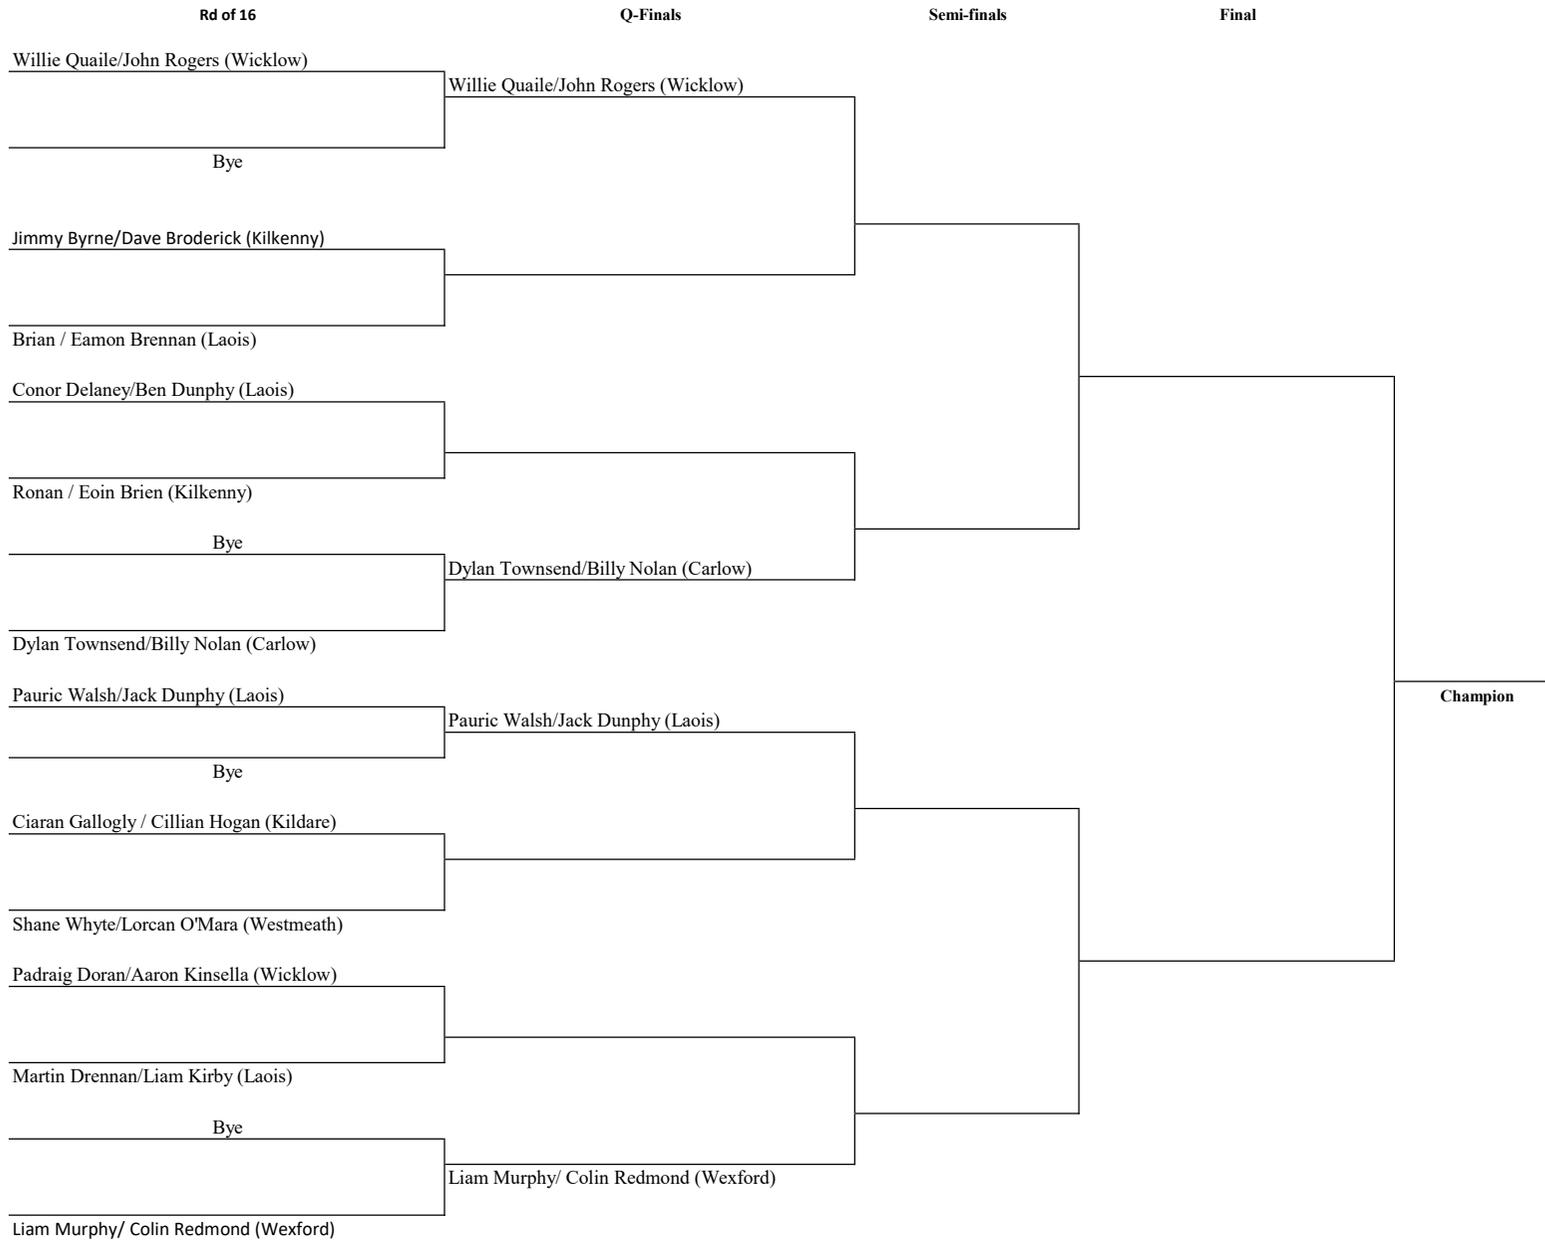 Rd of 16
Q-Finals
Semi-finals
Final
Willie Quaile/John Rogers (Wicklow)
Willie Quaile/John Rogers (Wicklow)
Bye
Jimmy Byrne/Dave Broderick (Kilkenny)
Brian / Eamon Brennan (Laois)
Conor Delaney/Ben Dunphy (Laois)
Ronan / Eoin Brien (Kilkenny)
Bye
Dylan Townsend/Billy Nolan (Carlow)
Dylan Townsend/Billy Nolan (Carlow)
Pauric Walsh/Jack Dunphy (Laois)
Champion
Pauric Walsh/Jack Dunphy (Laois)
Bye
Ciaran Gallogly / Cillian Hogan (Kildare)
Shane Whyte/Lorcan O'Mara (Westmeath)
Padraig Doran/Aaron Kinsella (Wicklow)
Martin Drennan/Liam Kirby (Laois)
Bye
Liam Murphy/ Colin Redmond (Wexford)
Liam Murphy/ Colin Redmond (Wexford)